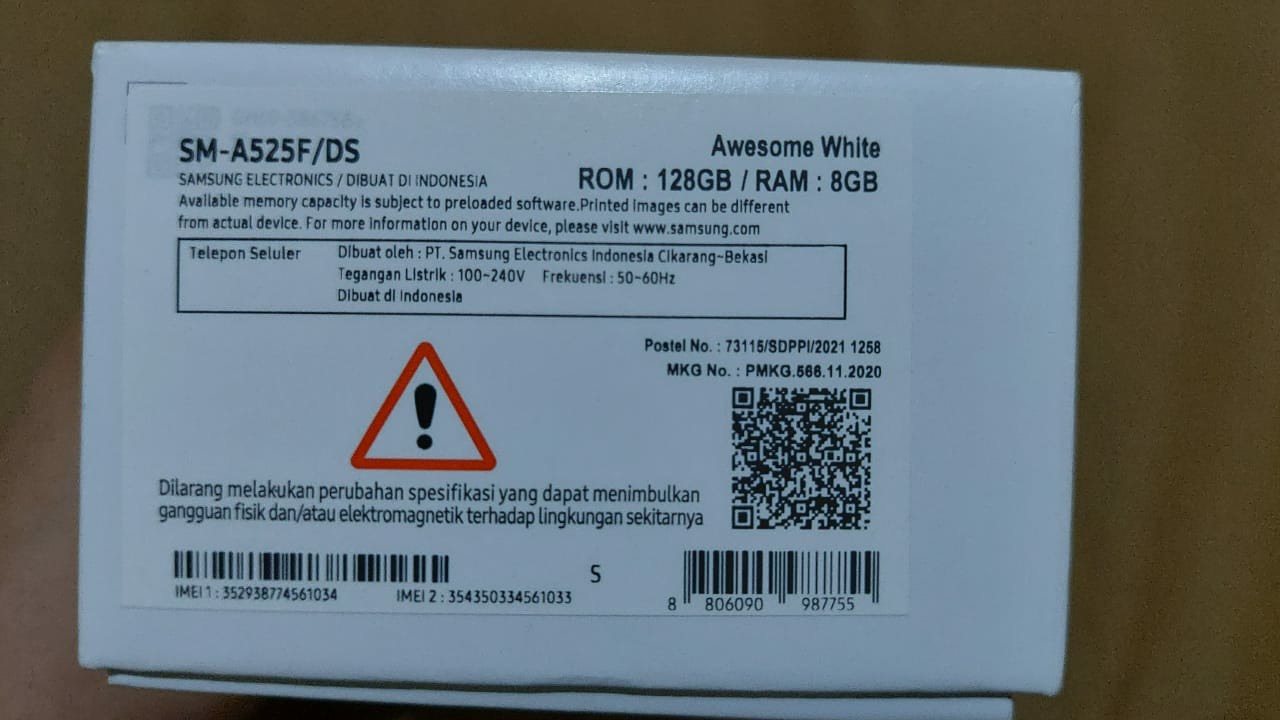 SM-A525F/DS
Awesome White
SAMSUNG ELECTRONICS / DIBUAT DI INDONESIA
ROM : 128GB / RAM : 8GB
Available memory capacity is subject to preloaded software.Printed images can be different
from actual device. For more information on your device, please visit www.samsung.com
Telepon Seluler
Dibuat oleh : PT. Samsung Electronics Indonesia Cikarang~Bekasi
Tegangan Listrik : 100~240V Frekuensi : 50~60Hz
Dibuat di Indonesia
Postel No. : 73115/SDPPI/2021 1258
MKG No. : PMKG.566.11.2020
Dilarang melakukan perubahan spesifikasi yang dapat menimbulkan
gangguan fisik dan/atau elektromagnetik terhadap lingkungan sekitarnya
S
IMEI 1 : 352938774561034 IMEI 2 : 354350334561033
8 806090 987755